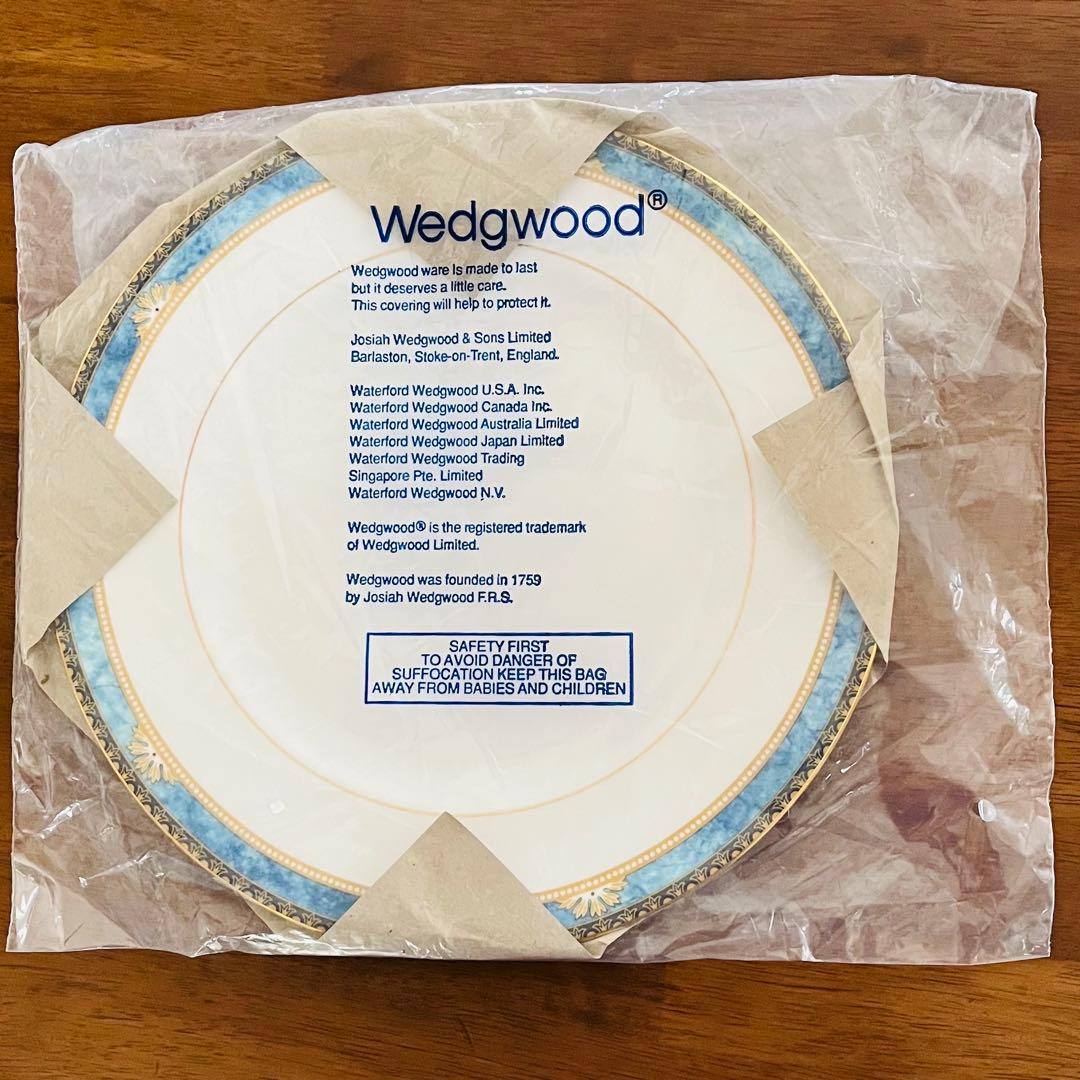 Wedgwood®
Wedgwood ware is made to last
but it deserves a little care.
This covering will help to protect it.
Josiah Wedgwood & Sons Limited
Barlaston, Stoke-on-Trent, England.
Waterford Wedgwood U.S.A. Inc.
Waterford Wedgwood Canada Inc.
Waterford Wedgwood Australia Limited
Waterford Wedgwood Japan Limited
Waterford Wedgwood Trading
Singapore Pte. Limited
Waterford Wedgwood N.V.
Wedgwood® is the registered trademark
of Wedgwood Limited.
Wedgwood was founded in 1759
by Josiah Wedgwood F.R.S.
SAFETY FIRST
TO AVOID DANGER OF
SUFFOCATION KEEP THIS BAG
AWAY FROM BABIES AND CHILDREN